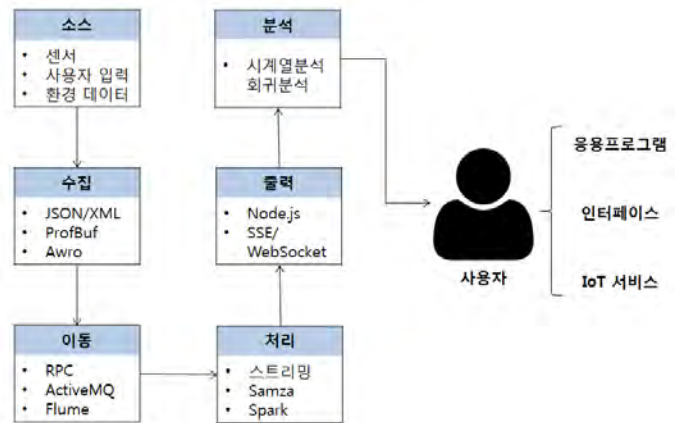 소스
• 센서
• 사용자 입력
• 환경 데이터
수집
• JSON/XML
• ProfBuf
• Awro
이동
• RPC
• ActiveMQ
• Flume
처리
• 스트리밍
• Samza
• Spark
출력
• Node.js
• SSE/
WebSocket
분석
• 시계열분석
회귀분석
사용자
응용프로그램
인터페이스
IoT 서비스